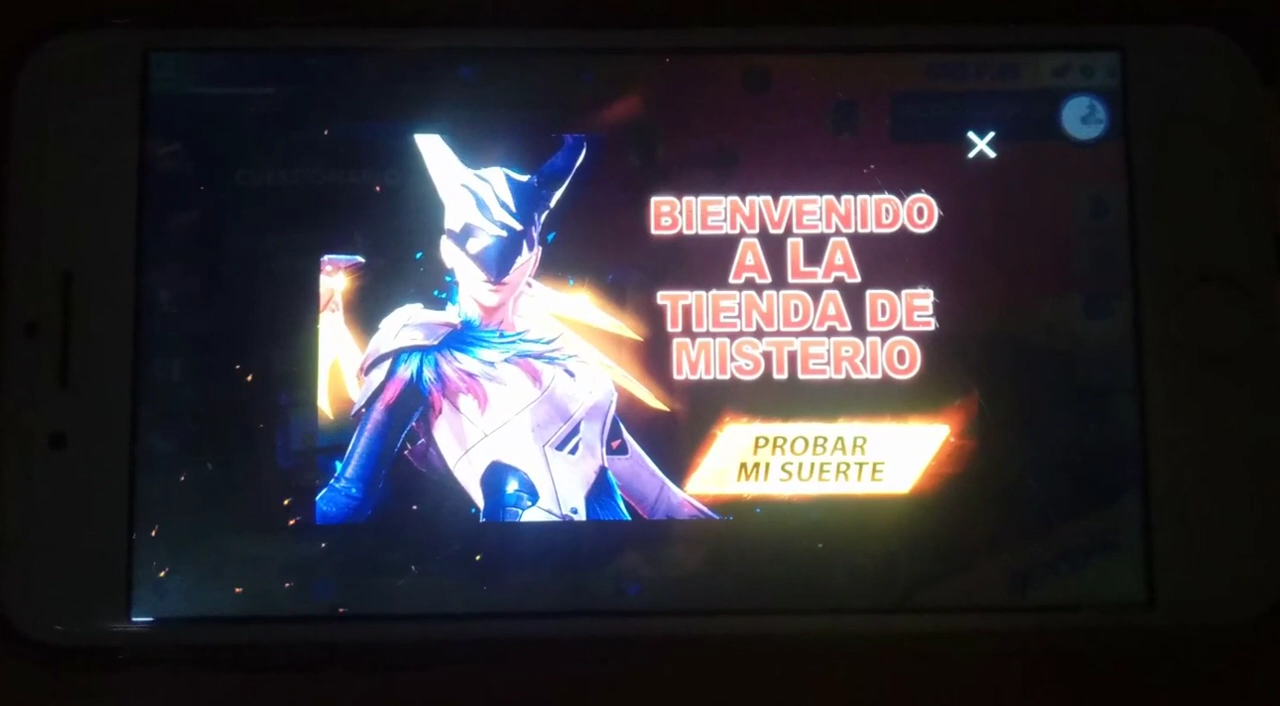 BIENVENIDO
A LA
TIENDA DE
MISTERIO
PROBAR
MI SUERTE